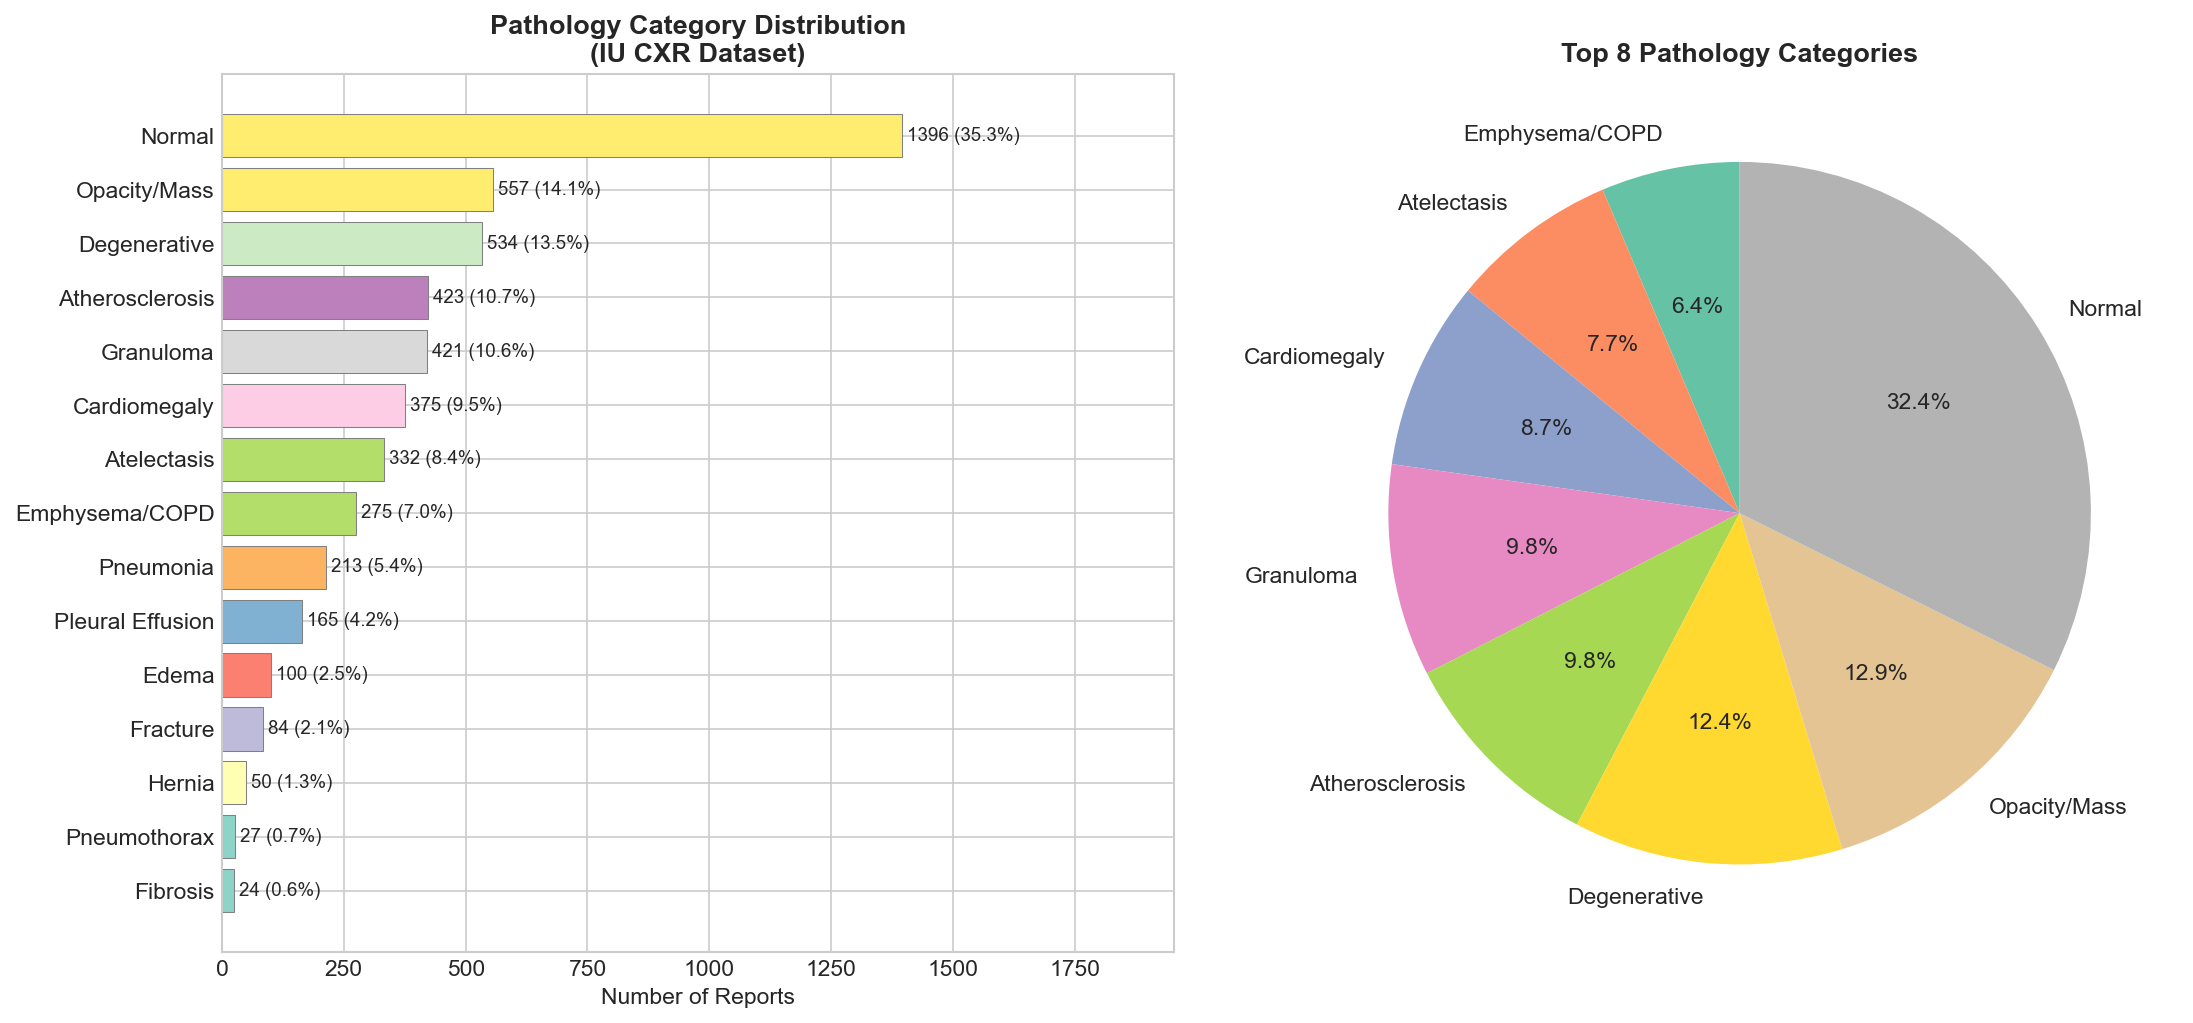 Pathology Category Distribution
(IU CXR Dataset)
Normal
1396 (35.3%)
Opacity/Mass
557 (14.1%)
Degenerative
534 (13.5%)
Atherosclerosis
423 (10.7%)
Granuloma
421 (10.6%)
Cardiomegaly
375 (9.5%)
Atelectasis
332 (8.4%)
Emphysema/COPD
275 (7.0%)
Pneumonia
213 (5.4%)
Pleural Effusion
165 (4.2%)
Edema
100 (2.5%)
Fracture
84 (2.1%)
Hernia
50 (1.3%)
Pneumothorax
27 (0.7%)
Fibrosis
24 (0.6%)
0 250 500 750 1000 1250 1500 1750
Number of Reports
Top 8 Pathology Categories
Emphysema/COPD
6.4%
Atelectasis
7.7%
Cardiomegaly
8.7%
Granuloma
9.8%
Atherosclerosis
9.8%
Degenerative
12.4%
Opacity/Mass
12.9%
Normal
32.4%